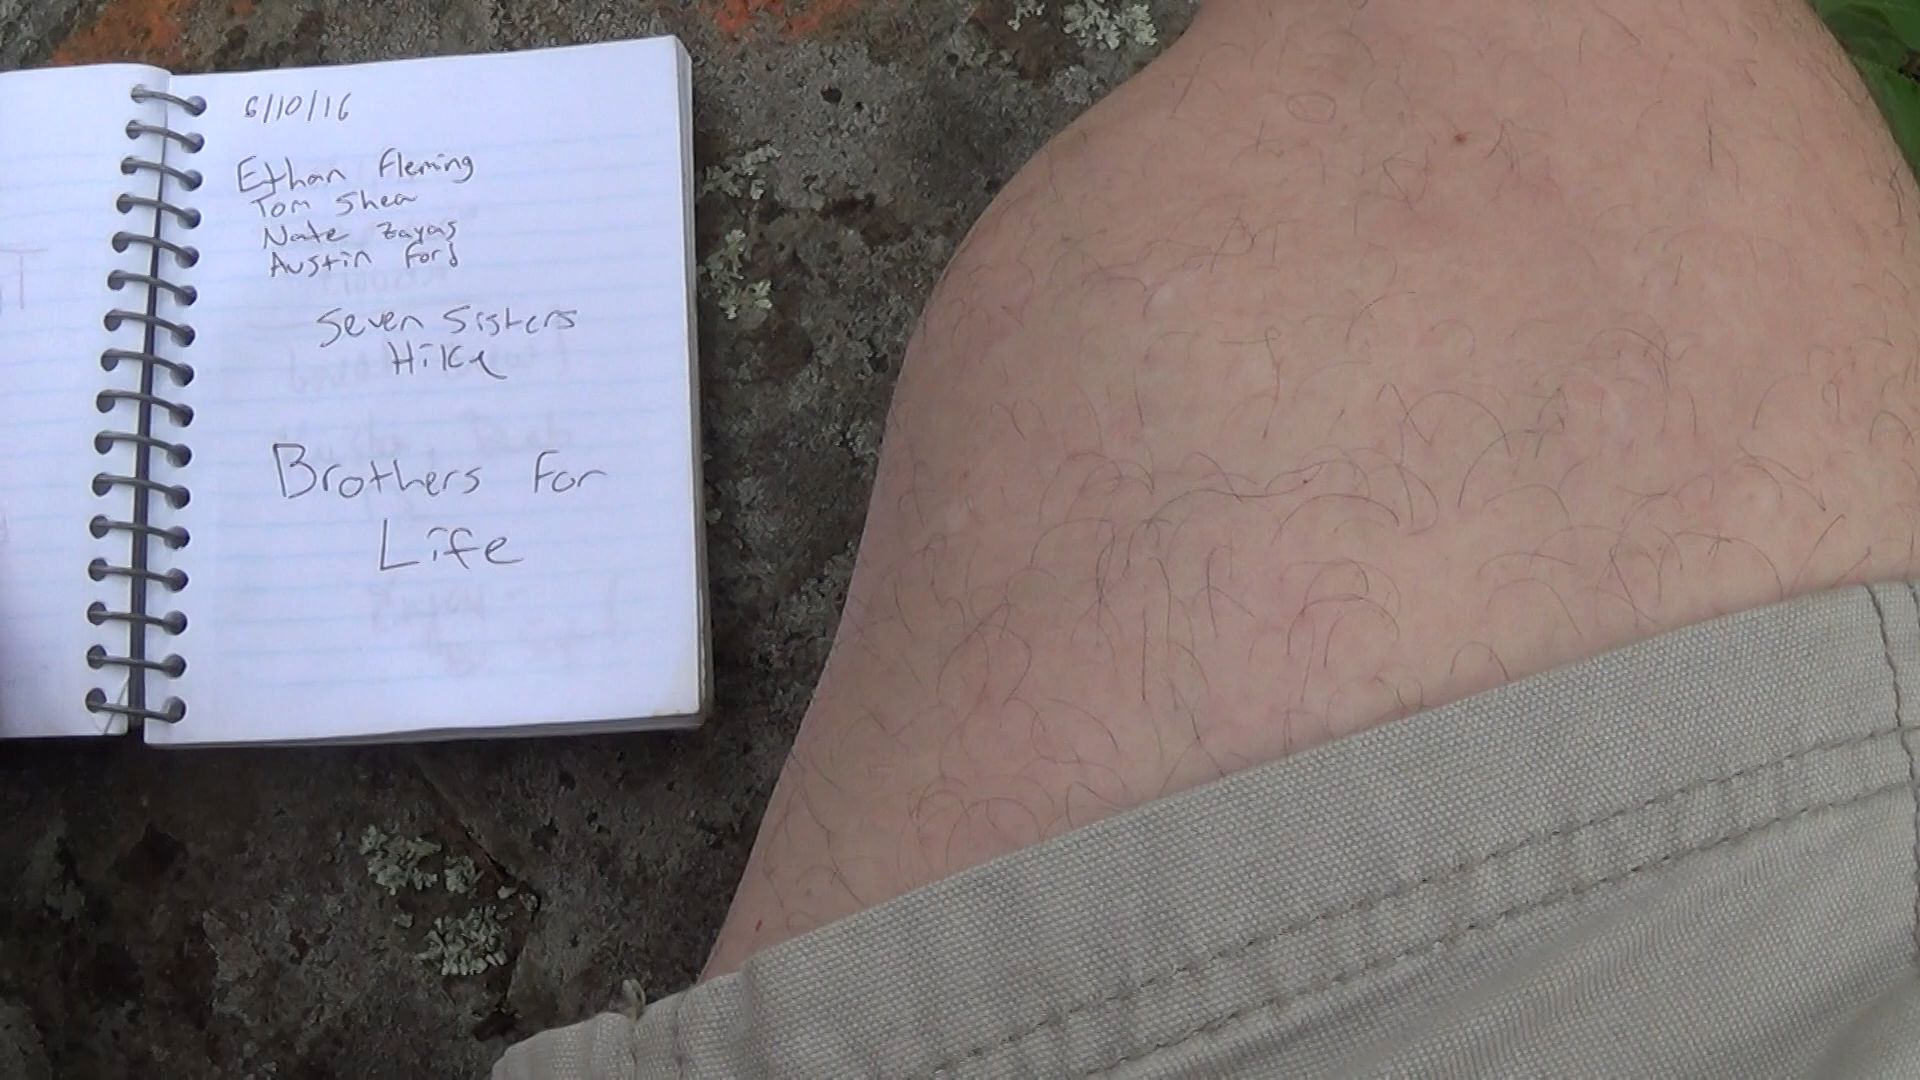 6/10/16
Ethan Fleming
Tom Shea
Nate Zayas
Austin Ford
Seven Sisters
Hike
Brothers For
Life